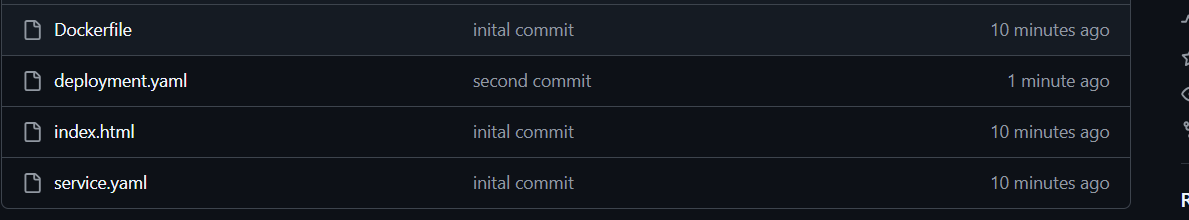 Dockerfile inital commit 10 minutes ago
deployment.yaml second commit 1 minute ago
index.html inital commit 10 minutes ago
service.yaml inital commit 10 minutes ago
R